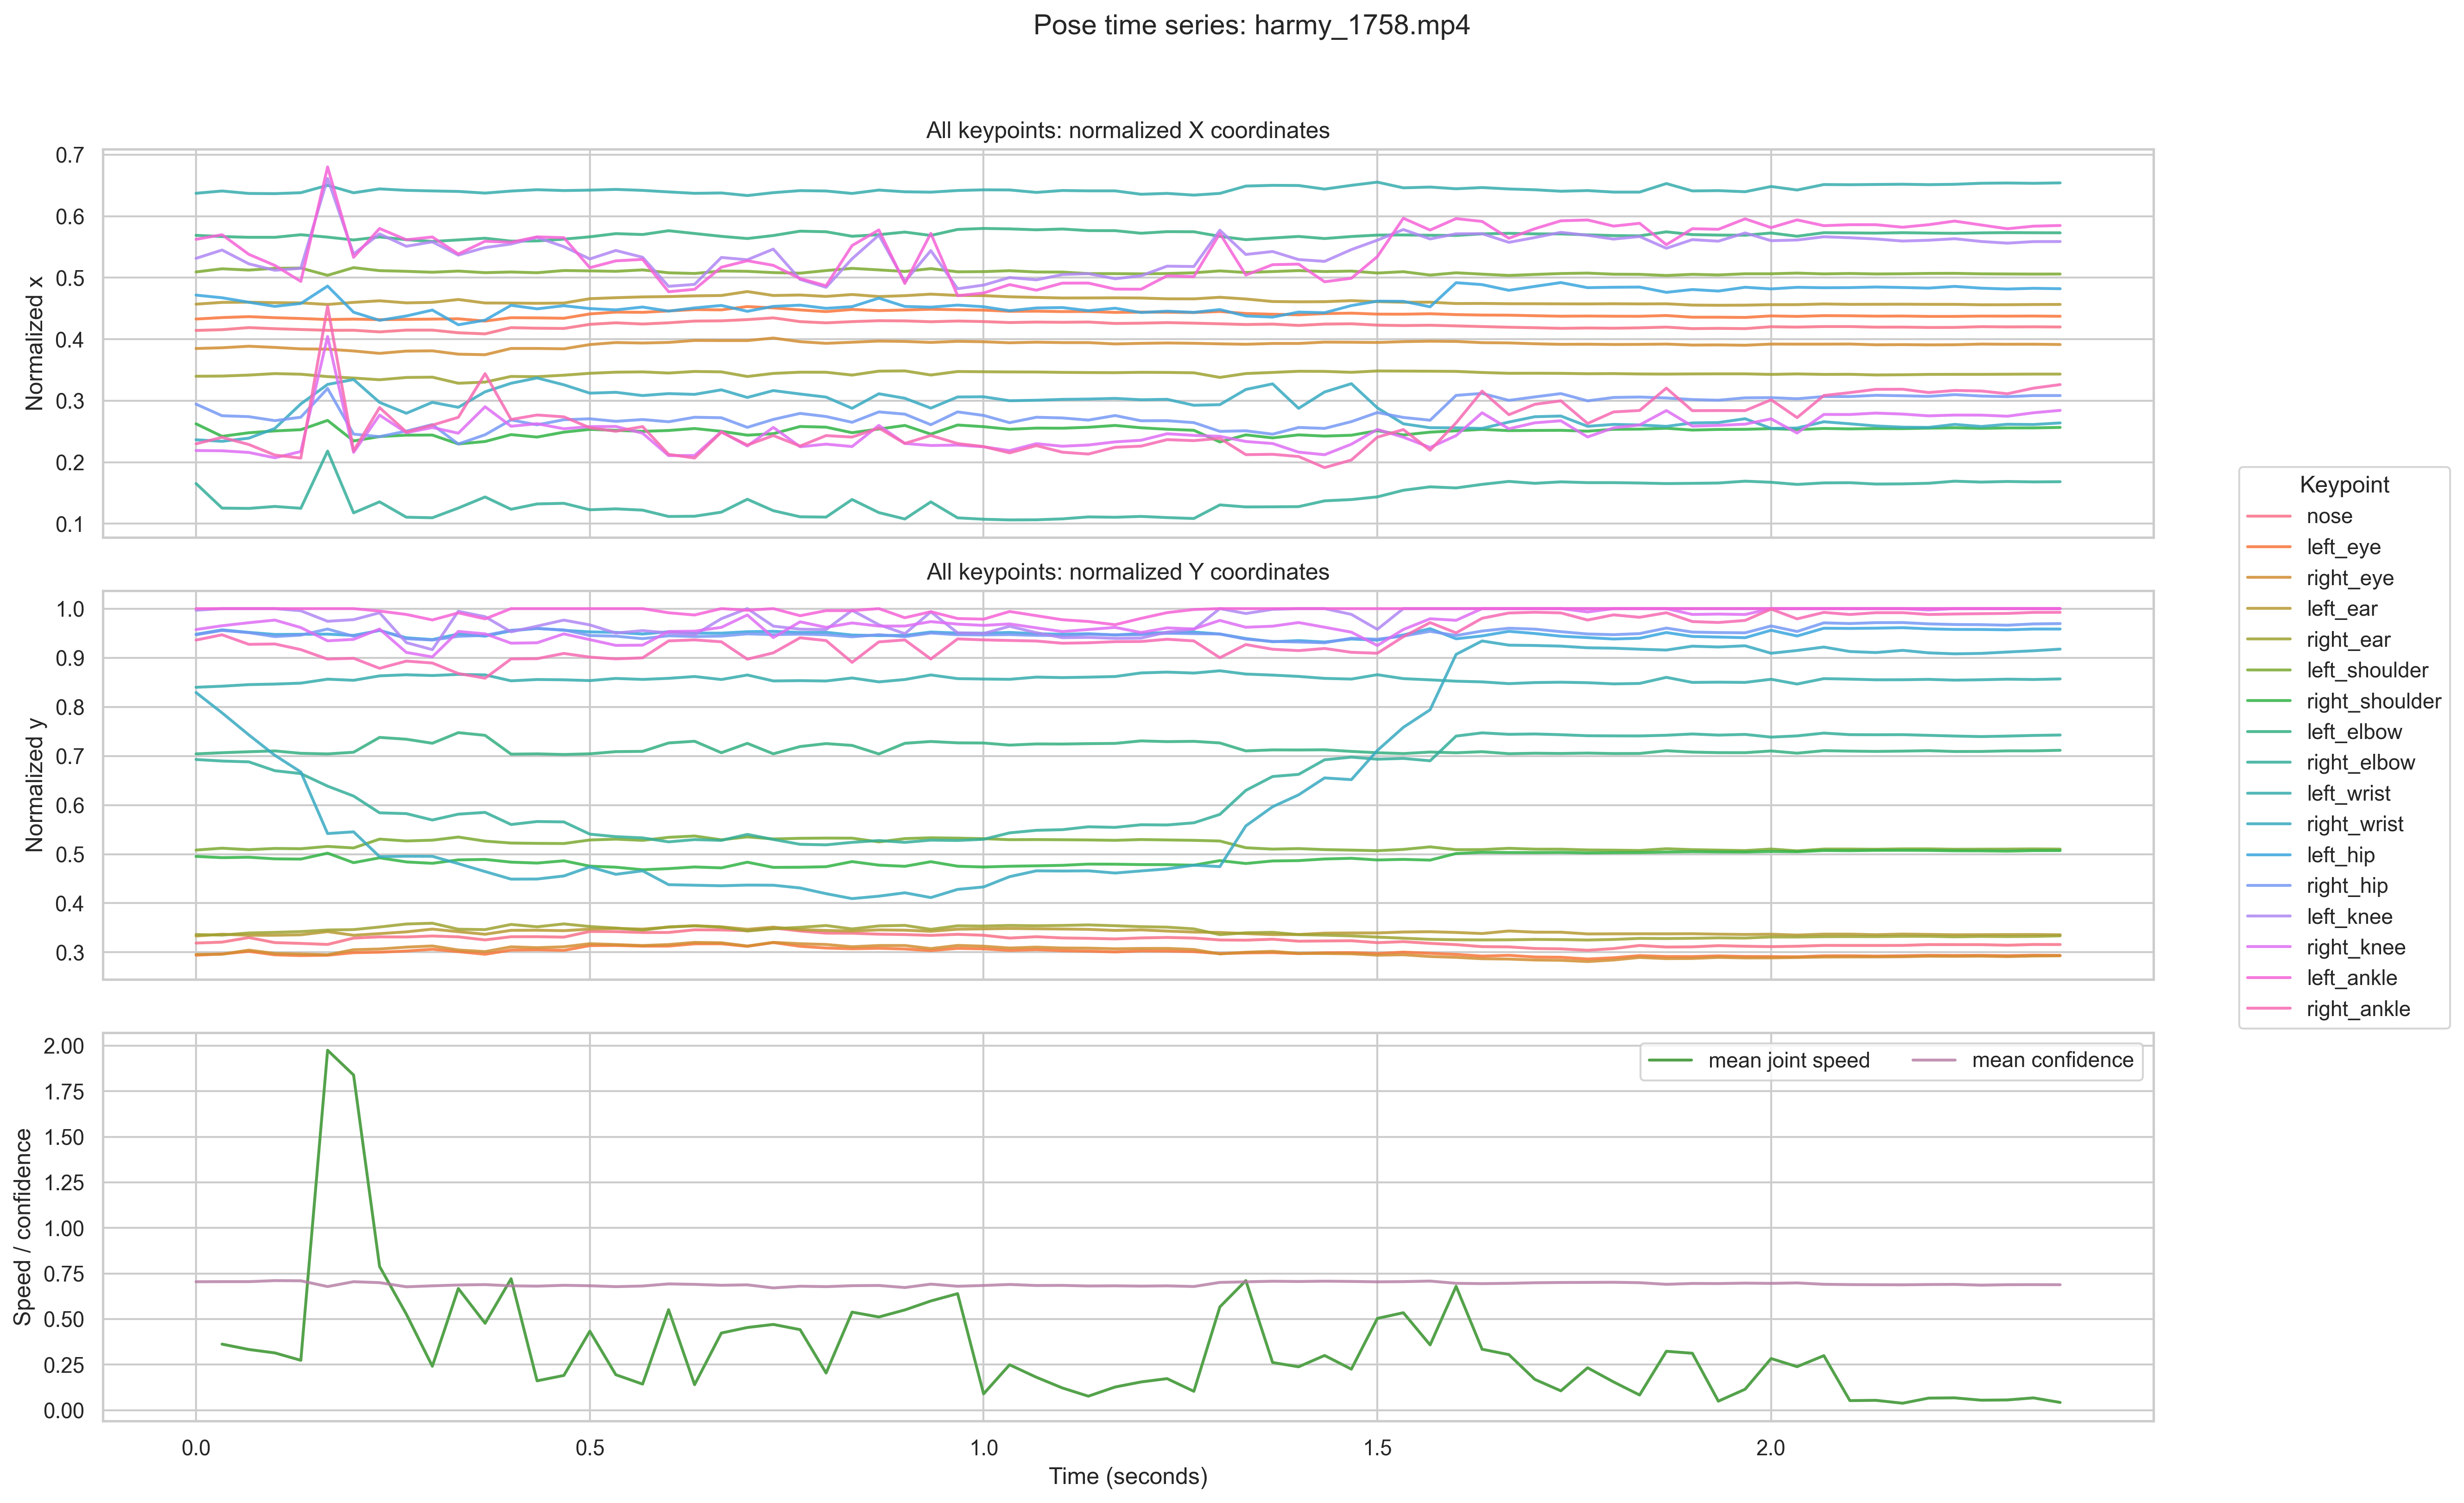 Pose time series: harmy_1758.mp4
All keypoints: normalized X coordinates
Normalized x
0.7
0.6
0.5
0.4
0.3
0.2
0.1
All keypoints: normalized Y coordinates
Normalized y
1.0
0.9
0.8
0.7
0.6
0.5
0.4
0.3
Keypoint
nose
left_eye
right_eye
left_ear
right_ear
left_shoulder
right_shoulder
left_elbow
right_elbow
left_wrist
right_wrist
left_hip
right_hip
left_knee
right_knee
left_ankle
right_ankle
Speed / confidence
2.00
1.75
1.50
1.25
1.00
0.75
0.50
0.25
0.00
mean joint speed mean confidence
0.0 0.5 1.0 1.5 2.0
Time (seconds)